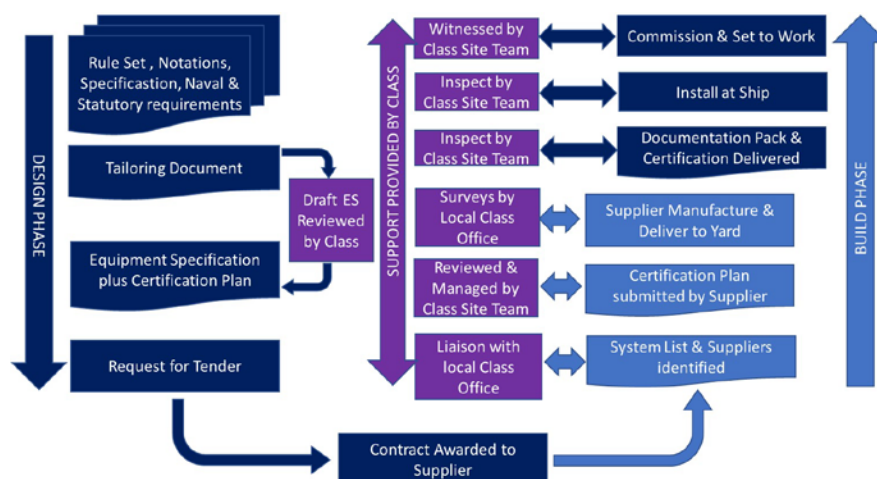 DESIGN PHASE
Rule Set , Notations,
Specificastion, Naval &
Statutory requirements
Tailoring Document
Draft ES
Reviewed
by Class
Equipment Specification
plus Certification Plan
Request for Tender
Contract Awarded to
Supplier
SUPPORT PROVIDED BY CLASS
Witnessed by
Class Site Team
Commission & Set to Work
Inspect by
Class Site Team
Install at Ship
Inspect by
Class Site Team
Documentation Pack &
Certification Delivered
Surveys by
Local Class
Office
Supplier Manufacture &
Deliver to Yard
Reviewed &
Managed by
Class Site Team
Certification Plan
submitted by Supplier
Liaison with
local Class
Office
System List & Suppliers
identified
BUILD PHASE